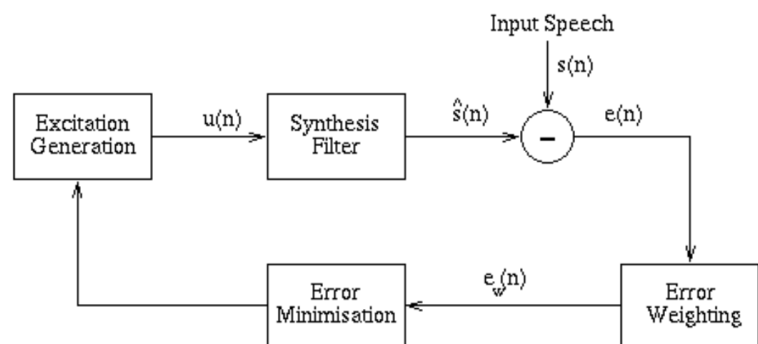 Input Speech
s(n)
Excitation
Generation
u(n)
Synthesis
Filter
ŝ(n)
-
e(n)
Error
Minimisation
e_w(n)
Error
Weighting